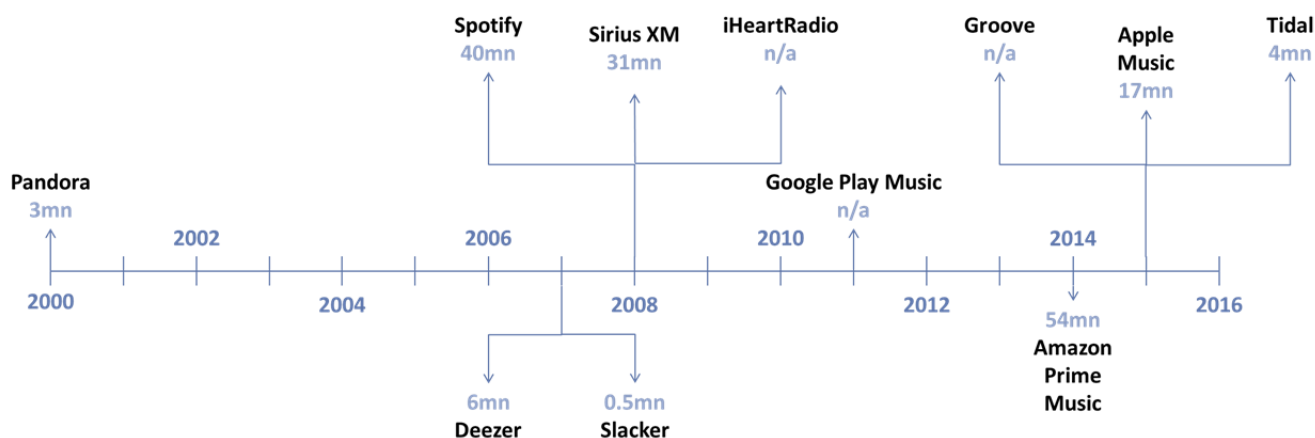 Spotify
40mn
Sirius XM
31mn
iHeartRadio
n/a
Groove
n/a
Apple
Music
17mn
Tidal
4mn
Pandora
3mn
Google Play Music
n/a
2002
2006
2010
2014
2000
2004
2008
2012
2016
6mn
Deezer
0.5mn
Slacker
54mn
Amazon
Prime
Music